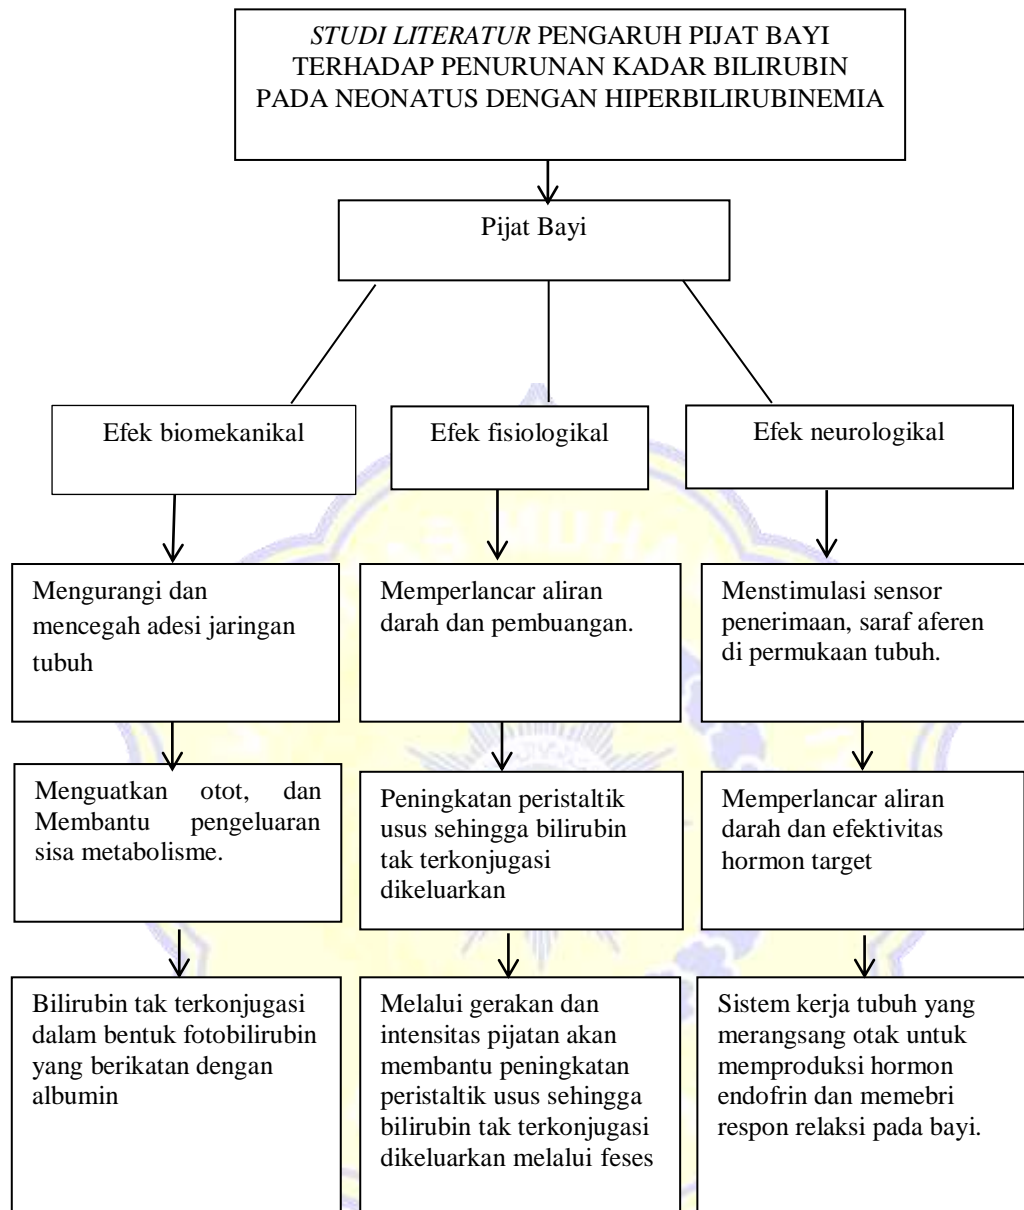 STUDI LITERATUR PENGARUH PIJAT BAYI
TERHADAP PENURUNAN KADAR BILIRUBIN
PADA NEONATUS DENGAN HIPERBILIRUBINEMIA
Pijat Bayi
Efek biomekanikal
Efek fisiologikal
Efek neurologikal
Mengurangi dan
mencegah adesi jaringan
tubuh
Memperlancar aliran
darah dan pembuangan.
Menstimulasi sensor
penerimaan, saraf aferen
di permukaan tubuh.
Menguatkan otot, dan
Membantu pengeluaran
sisa metabolisme.
Peningkatan peristaltik
usus sehingga bilirubin
tak terkonjugasi
dikeluarkan
Memperlancar aliran
darah dan efektivitas
hormon target
Bilirubin tak terkonjugasi
dalam bentuk fotobilirubin
yang berikatan dengan
albumin
Melalui gerakan dan
intensitas pijatan akan
membantu peningkatan
peristaltik usus sehingga
bilirubin tak terkonjugasi
dikeluarkan melalui feses
Sistem kerja tubuh yang
merangsang otak untuk
memproduksi hormon
endofrin dan memebri
respon relaksi pada bayi.